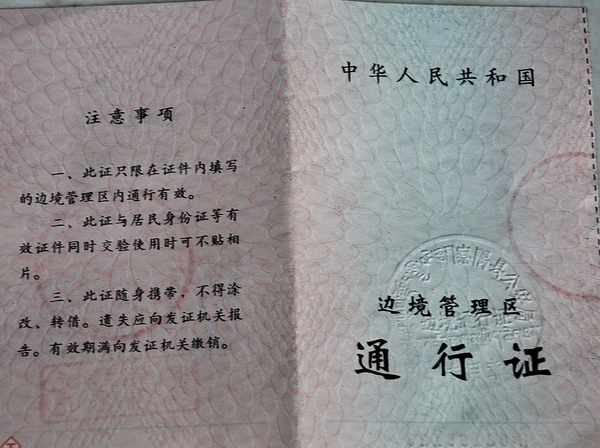 注意事项
一、此证只限在证件内填写
的边境管理区内通行有效。
二、此证与居民身份证等有
效证件同时交验使用时可不贴相
片。
三、此证随身携带，不得涂
改、转借。遗失应向发证机关报
告。有效期满向发证机关缴销。
中华人民共和国
边境管理区
通行证